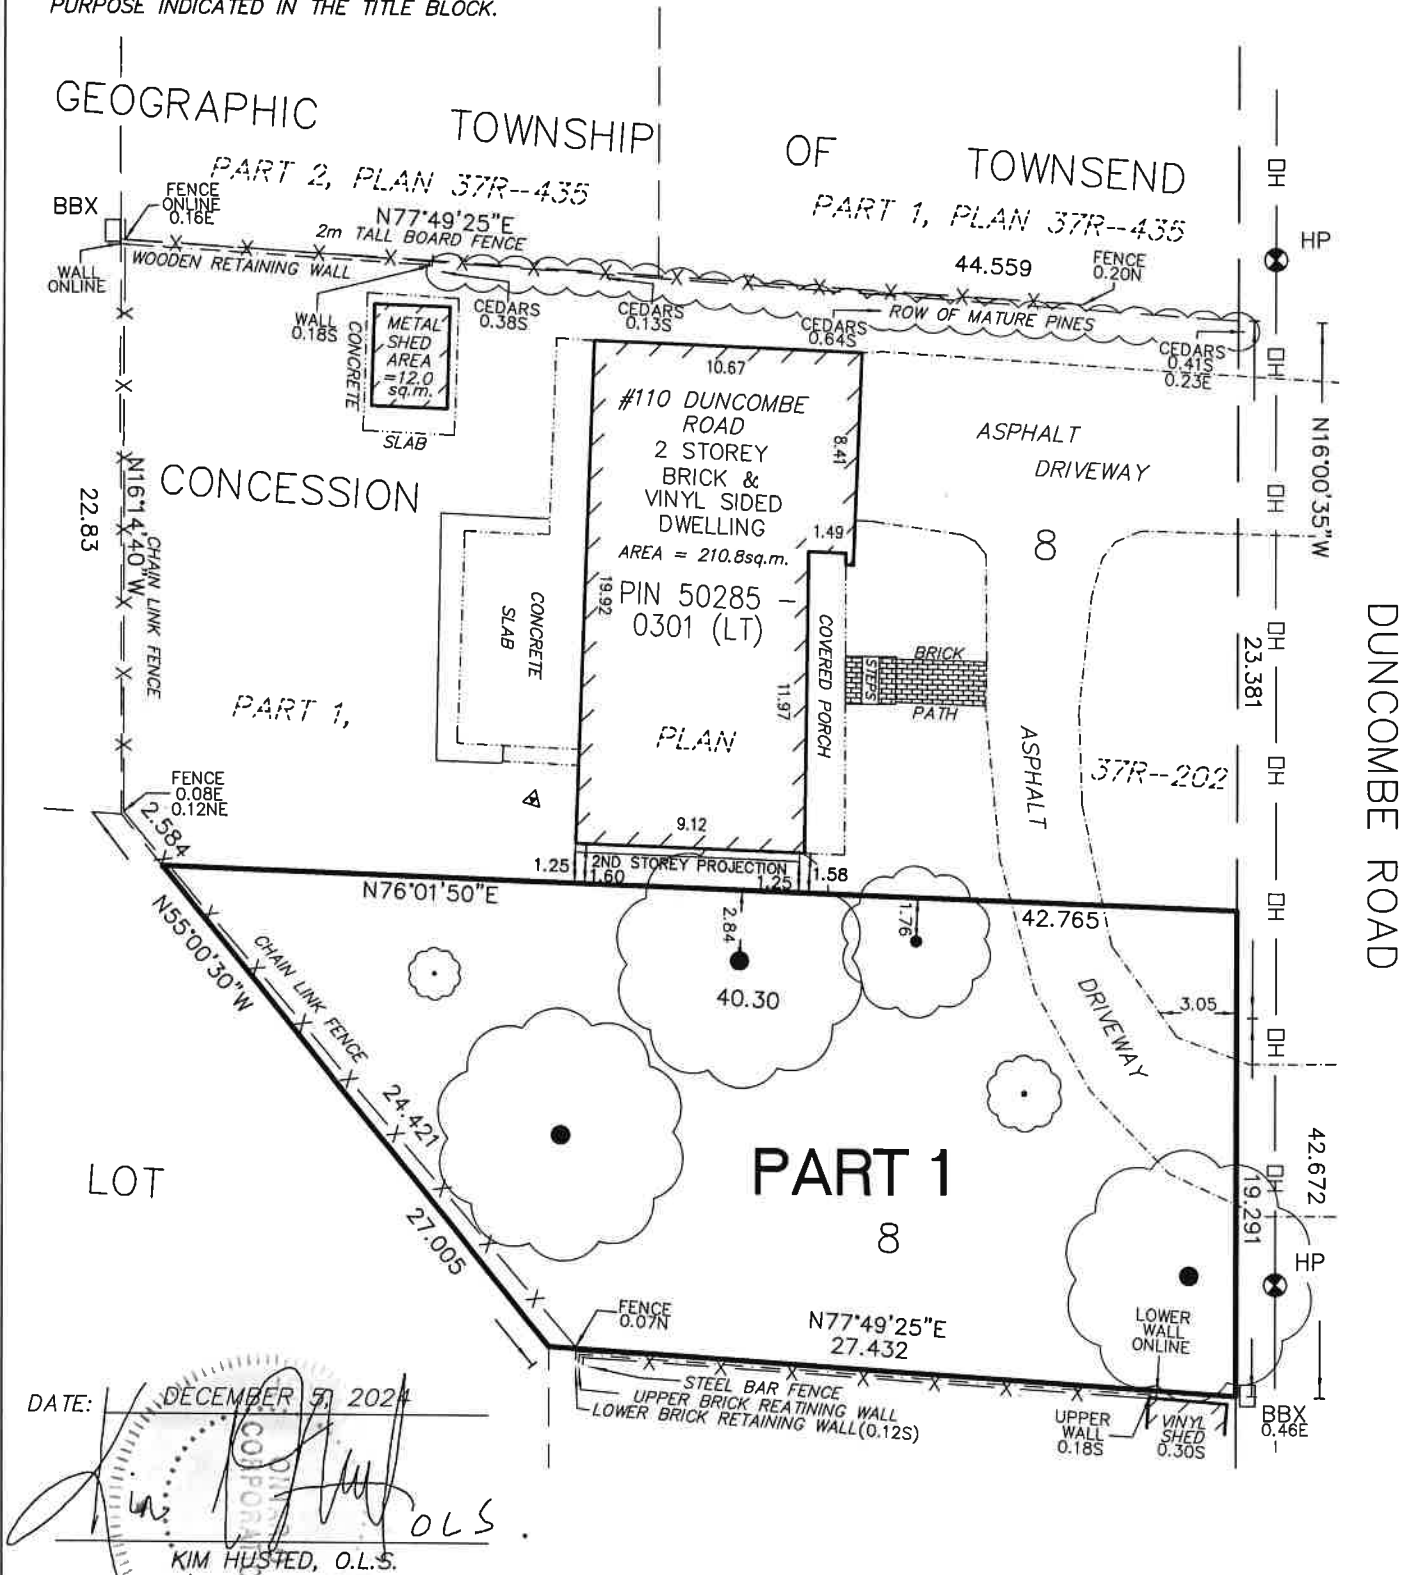 PURPOSE INDICATED IN THE TITLE BLOCK.
GEOGRAPHIC TOWNSHIP OF TOWNSEND
PART 2, PLAN 37R--435
PART 1, PLAN 37R--435
BBX
FENCE
ONLINE
0.16E
N77°49'25"E
2m TALL BOARD FENCE
WOODEN RETAINING WALL
WALL
ONLINE
44.559
FENCE
0.20N
HP
WALL
0.18S
CEDARS
0.38S
CEDARS
0.13S
CEDARS
0.64S
ROW OF MATURE PINES
CEDARS
0.41S
0.23E
METAL
SHED
AREA
=12.0
sq.m.
CONCRETE
SLAB
10.67
#110 DUNCOMBE
ROAD
2 STOREY
BRICK &
VINYL SIDED
DWELLING
AREA = 210.8sq.m.
PIN 50285 –
0301 (LT)
8.41
1.49
19.92
11.97
9.12
ASPHALT
DRIVEWAY
8
N16°00'35"W
CONCESSION
22.83
N16°14'40"W
CHAIN LINK FENCE
CONCRETE
SLAB
COVERED PORCH
BRICK
STEPS
PATH
23.381
DUNCOMBE ROAD
PART 1,
PLAN
37R--202
ASPHALT
DRIVEWAY
FENCE
0.08E
0.12NE
2.584
1.25
2ND STOREY PROJECTION
1.60
1.25
1.58
N76°01'50"E
42.765
N55°00'30"W
CHAIN LINK FENCE
2.84
1.76
40.30
3.05
24.421
27.005
LOT
PART 1
8
42.672
19.291
HP
FENCE
0.07N
N77°49'25"E
27.432
LOWER
WALL
ONLINE
STEEL BAR FENCE
UPPER BRICK REATINING WALL
LOWER BRICK RETAINING WALL(0.12S)
UPPER
WALL
0.18S
VINYL
SHED
0.30S
BBX
0.46E
DATE: DECEMBER 5, 2024
OLS.
KIM HUSTED, O.L.S.